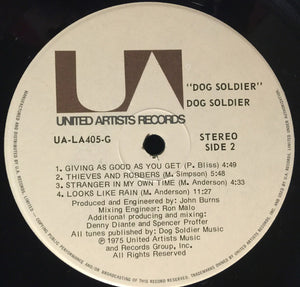 UA
"DOG SOLDIER"
UNITED ARTISTS RECORDS
DOG SOLDIER
UA-LA405-G
STEREO
SIDE 2
1. GIVING AS GOOD AS YOU GET (P. Bliss) 4:49
2. THIEVES AND ROBBERS (M. Simpson) 5:48
3. STRANGER IN MY OWN TIME (M. Anderson) 4:33
4. LOOKS LIKE RAIN (M. Anderson) 11:27
Produced and Engineered by: John Burns
Mixing Engineer: Ron Malo
Additional producing and mixing:
Denny Diante and Spencer Proffer
All tunes published by: Dog Soldier Music
℗ 1975 United Artists Music
and Records Group, Inc.
All Rights Reserved